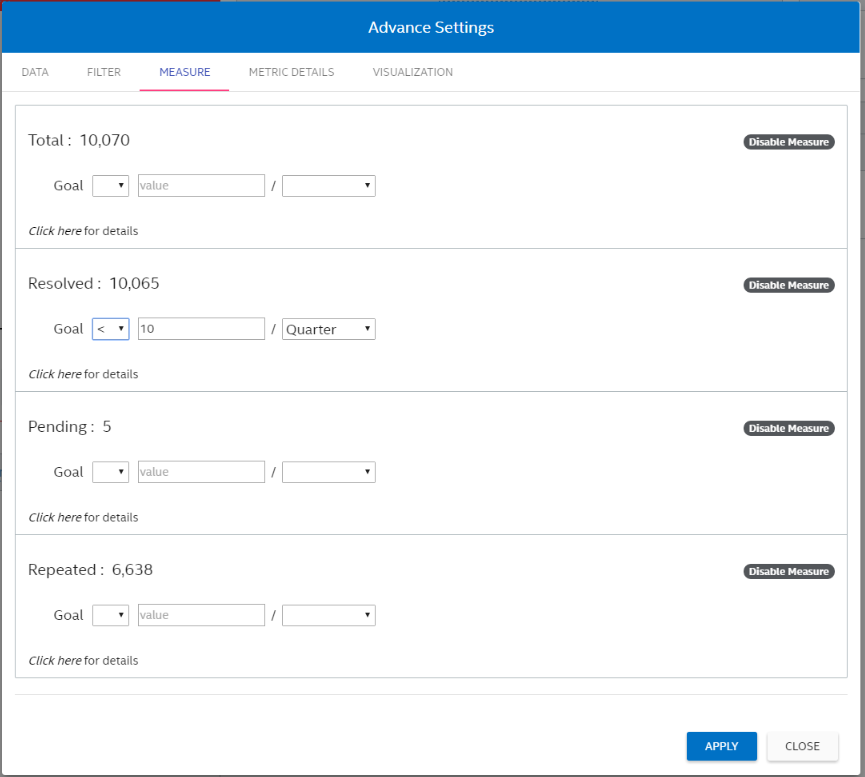 Advance Settings
DATA FILTER MEASURE METRIC DETAILS VISUALIZATION
Total : 10,070 Disable Measure
Goal value /
Click here for details
Resolved : 10,065 Disable Measure
Goal < 10 / Quarter
Click here for details
Pending : 5 Disable Measure
Goal value /
Click here for details
Repeated : 6,638 Disable Measure
Goal value /
Click here for details
APPLY CLOSE